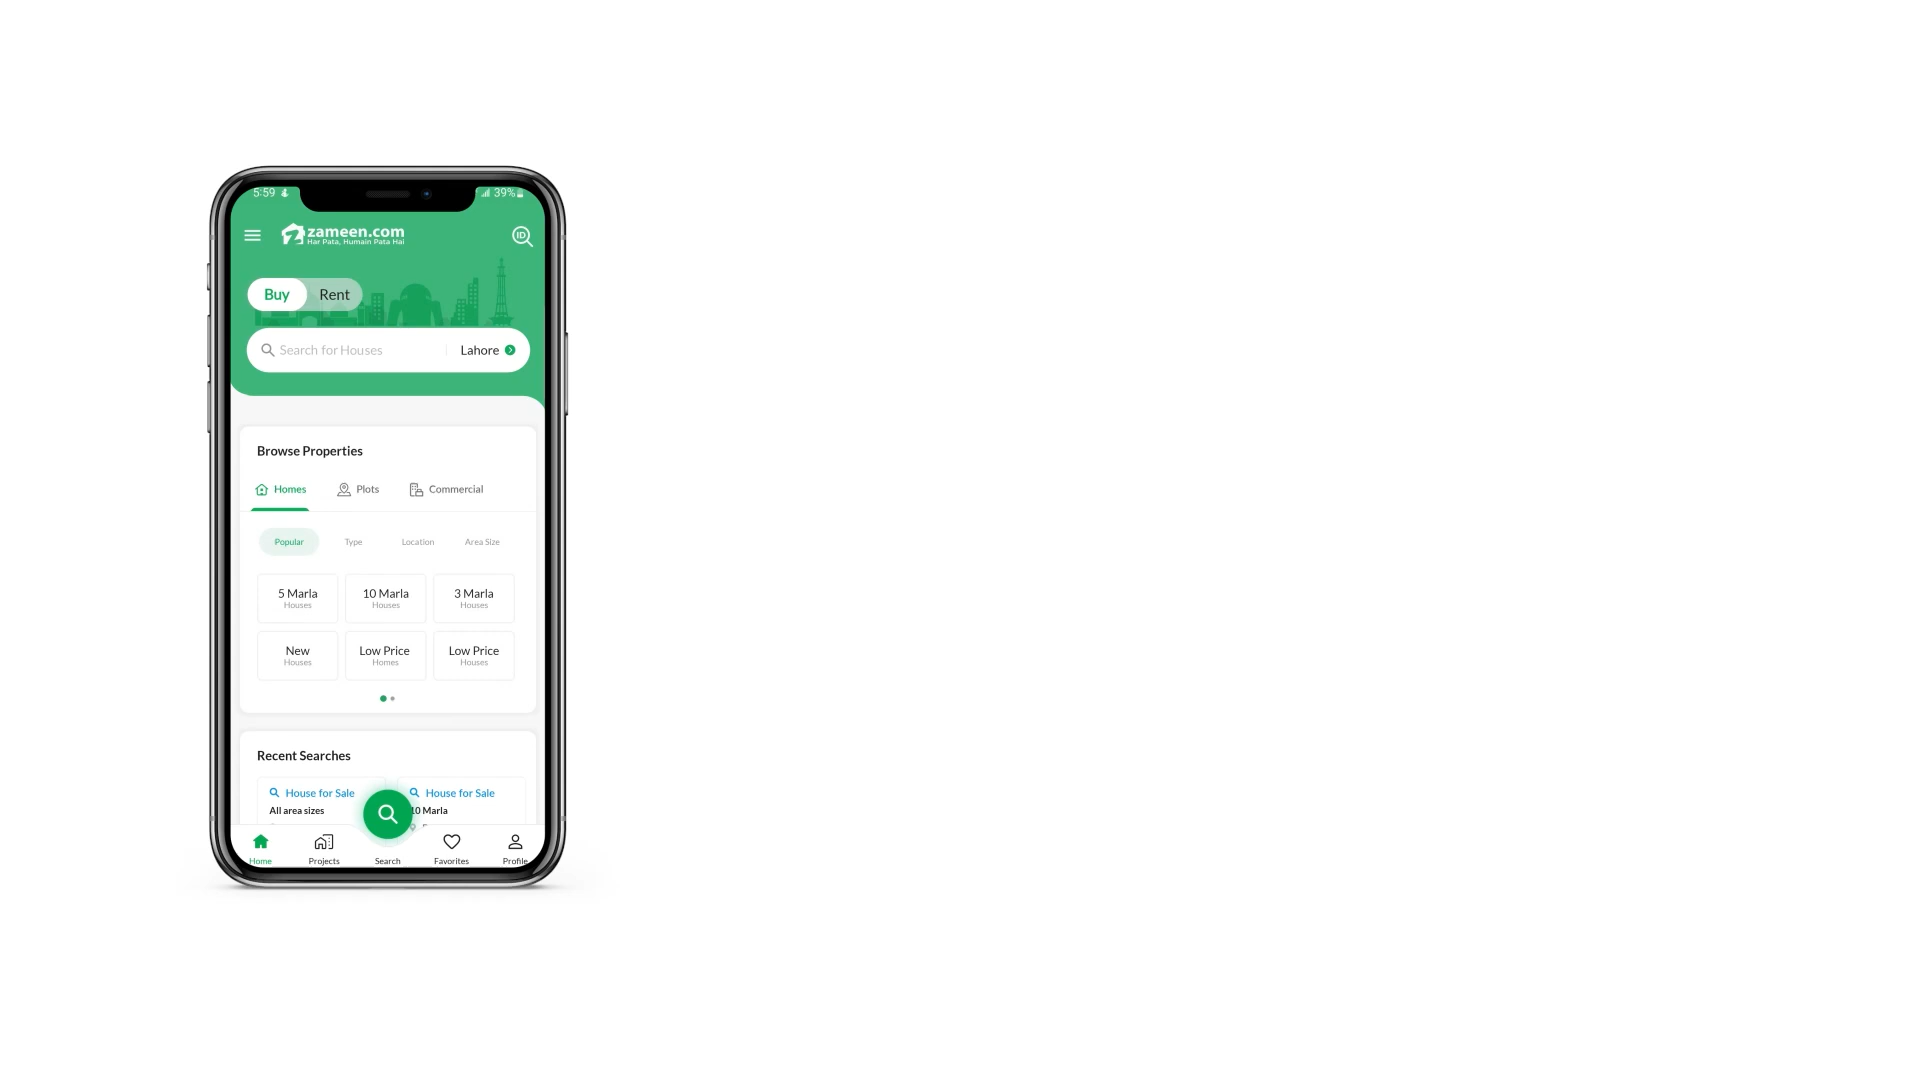 5:59
39%
zameen.com
Har Pata, Humain Pata Hai
ID
Buy Rent
Search for Houses Lahore
Browse Properties
Homes Plots Commercial
Popular Type Location Area Size
5 Marla 10 Marla 3 Marla
Houses Houses Houses
New Low Price Low Price
Houses Homes Houses
Recent Searches
House for Sale House for Sale
All area sizes 10 Marla
Home Projects Search Favorites Profile